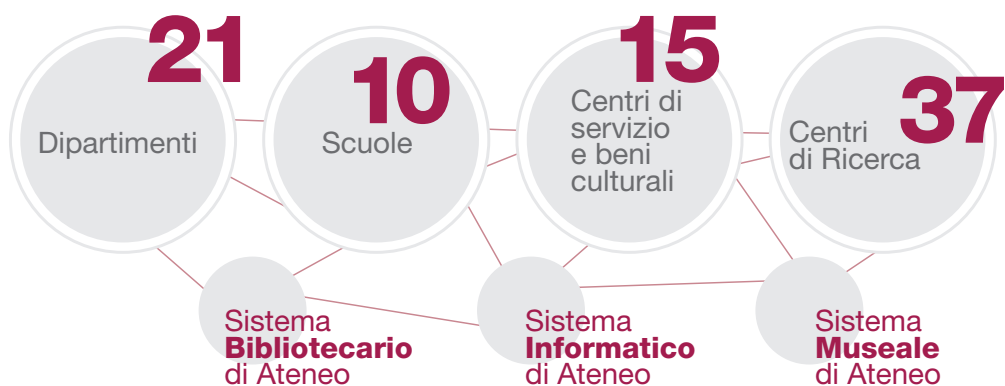 21
Dipartimenti
10
Scuole
15
Centri di
servizio
e beni
culturali
37
Centri
di Ricerca
Sistema
Bibliotecario
di Ateneo
Sistema
Informatico
di Ateneo
Sistema
Museale
di Ateneo